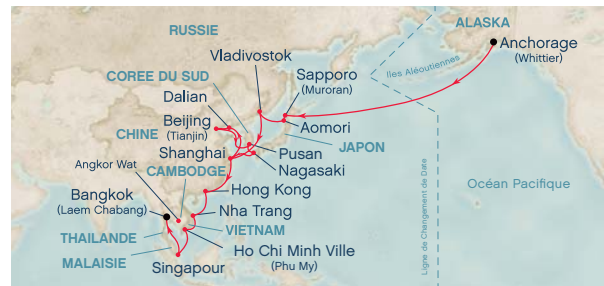 ALASKA
RUSSIE
Anchorage
(Whittier)
Vladivostok
Iles Aléoutiennes
COREE DU SUD
Sapporo
(Muroran)
Dalian
Beijing
(Tianjin)
Aomori
CHINE
JAPON
Shanghai
Pusan
Nagasaki
Angkor Wat
CAMBODGE
Bangkok
(Laem Chabang)
Hong Kong
Océan Pacifique
Nha Trang
VIETNAM
THAILANDE
Ho Chi Minh Ville
(Phu My)
MALAISIE
Singapour
Ligne de Changement de Date